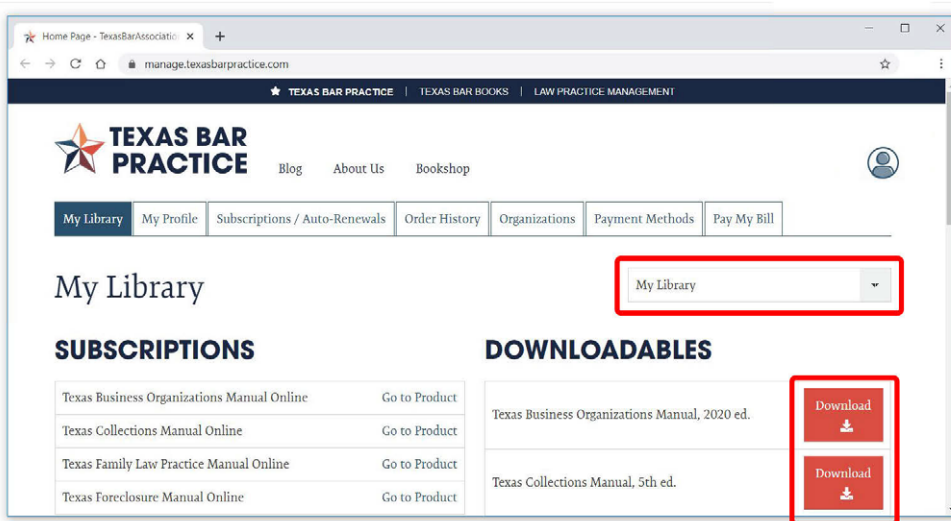 Home Page - TexasBarAssociatio
manage.texasbarpractice.com
TEXAS BAR PRACTICE | TEXAS BAR BOOKS | LAW PRACTICE MANAGEMENT
TEXAS BAR
PRACTICE
Blog About Us Bookshop
My Library My Profile Subscriptions / Auto-Renewals Order History Organizations Payment Methods Pay My Bill
My Library
My Library
SUBSCRIPTIONS
Texas Business Organizations Manual Online Go to Product
Texas Collections Manual Online Go to Product
Texas Family Law Practice Manual Online Go to Product
Texas Foreclosure Manual Online Go to Product
DOWNLOADABLES
Texas Business Organizations Manual, 2020 ed. Download
Texas Collections Manual, 5th ed. Download